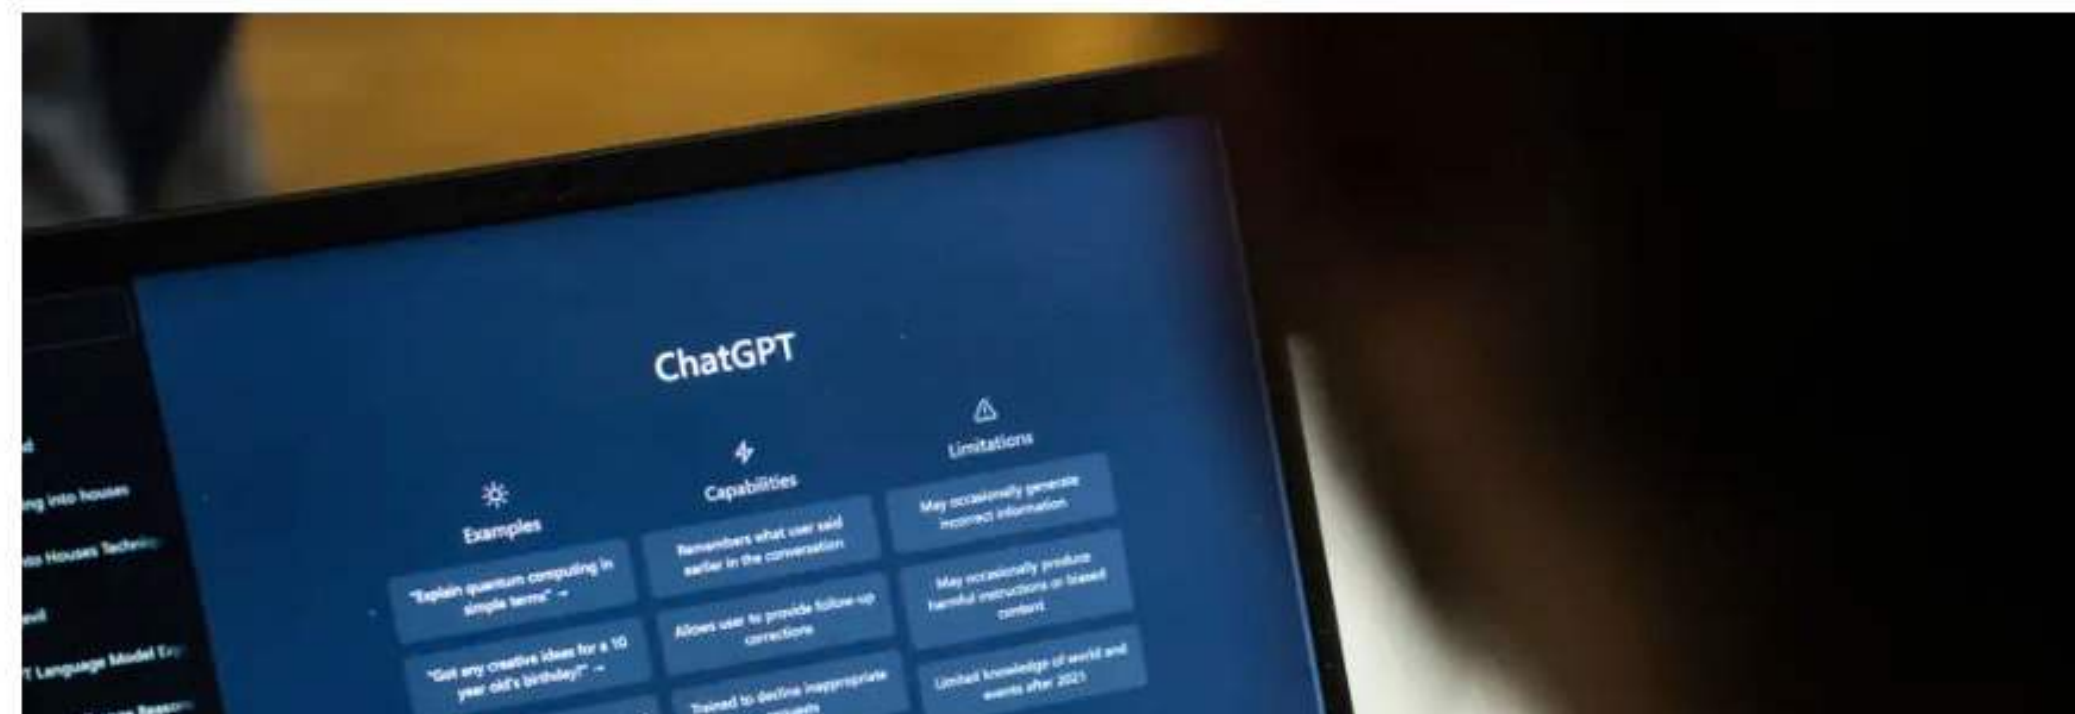 ChatGPT
Examples
"Explain quantum computing in
simple terms" →
"Got any creative ideas for a 10
year old's birthday?" →
Capabilities
Remembers what user said
earlier in the conversation
Allows user to provide follow-up
corrections
Trained to decline inappropriate
requests
Limitations
May occasionally generate
incorrect information
May occasionally produce
harmful instructions or biased
content
Limited knowledge of world and
events after 2021
ng into houses
nto Houses
T Language Model